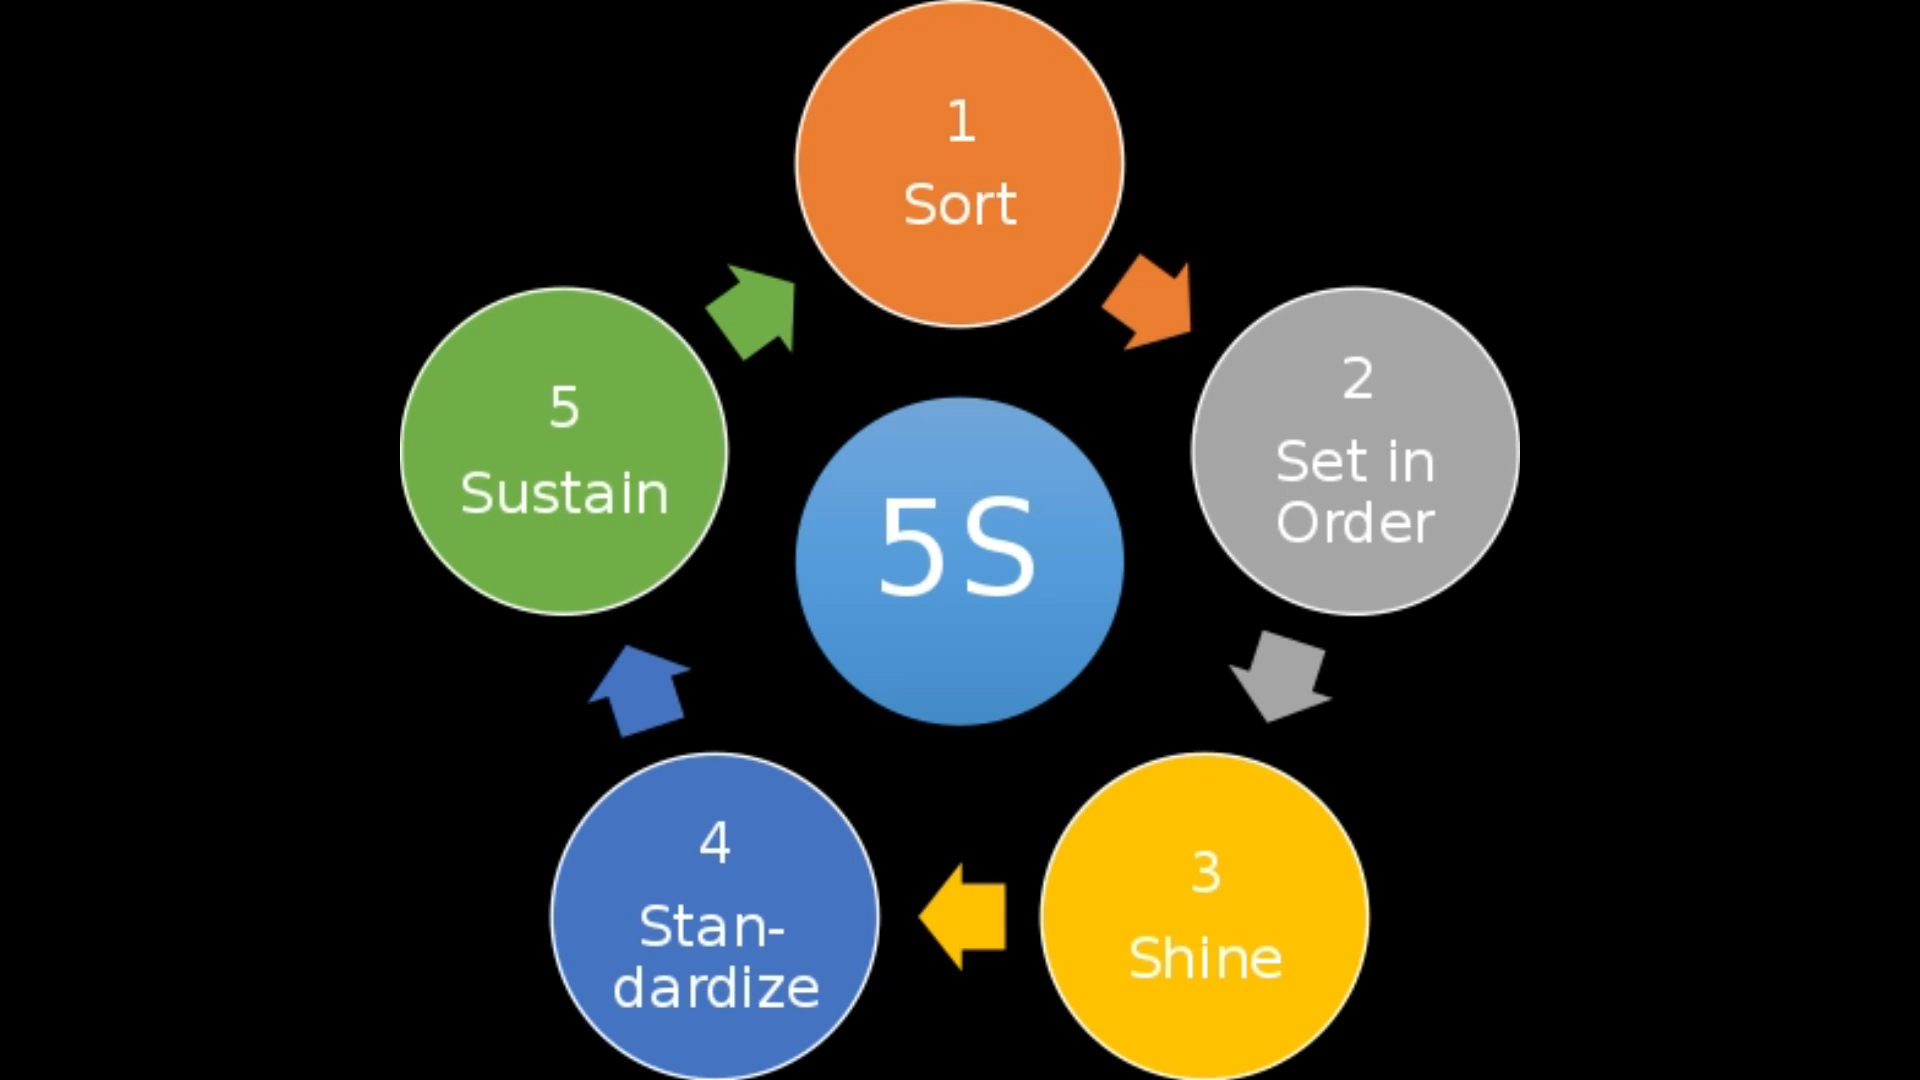 1
Sort
2
Set in
Order
3
Shine
4
Stan-
dardize
5
Sustain
5S